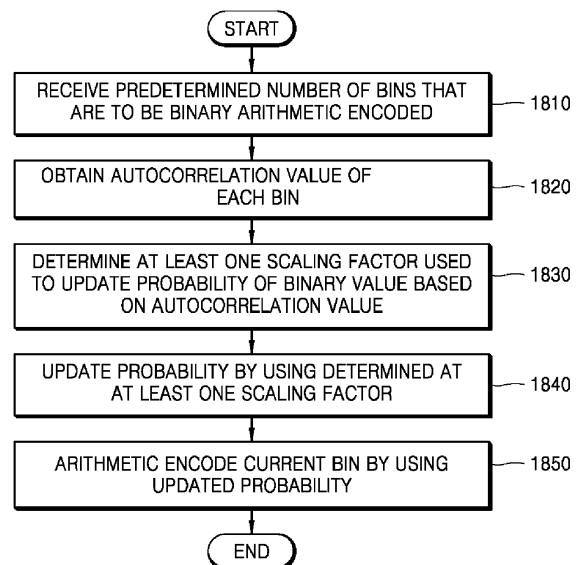 START
RECEIVE PREDETERMINED NUMBER OF BINS THAT
ARE TO BE BINARY ARITHMETIC ENCODED
1810
OBTAIN AUTOCORRELATION VALUE OF
EACH BIN
1820
DETERMINE AT LEAST ONE SCALING FACTOR USED
TO UPDATE PROBABILITY OF BINARY VALUE BASED
ON AUTOCORRELATION VALUE
1830
UPDATE PROBABILITY BY USING DETERMINED AT
AT LEAST ONE SCALING FACTOR
1840
ARITHMETIC ENCODE CURRENT BIN BY USING
UPDATED PROBABILITY
1850
END